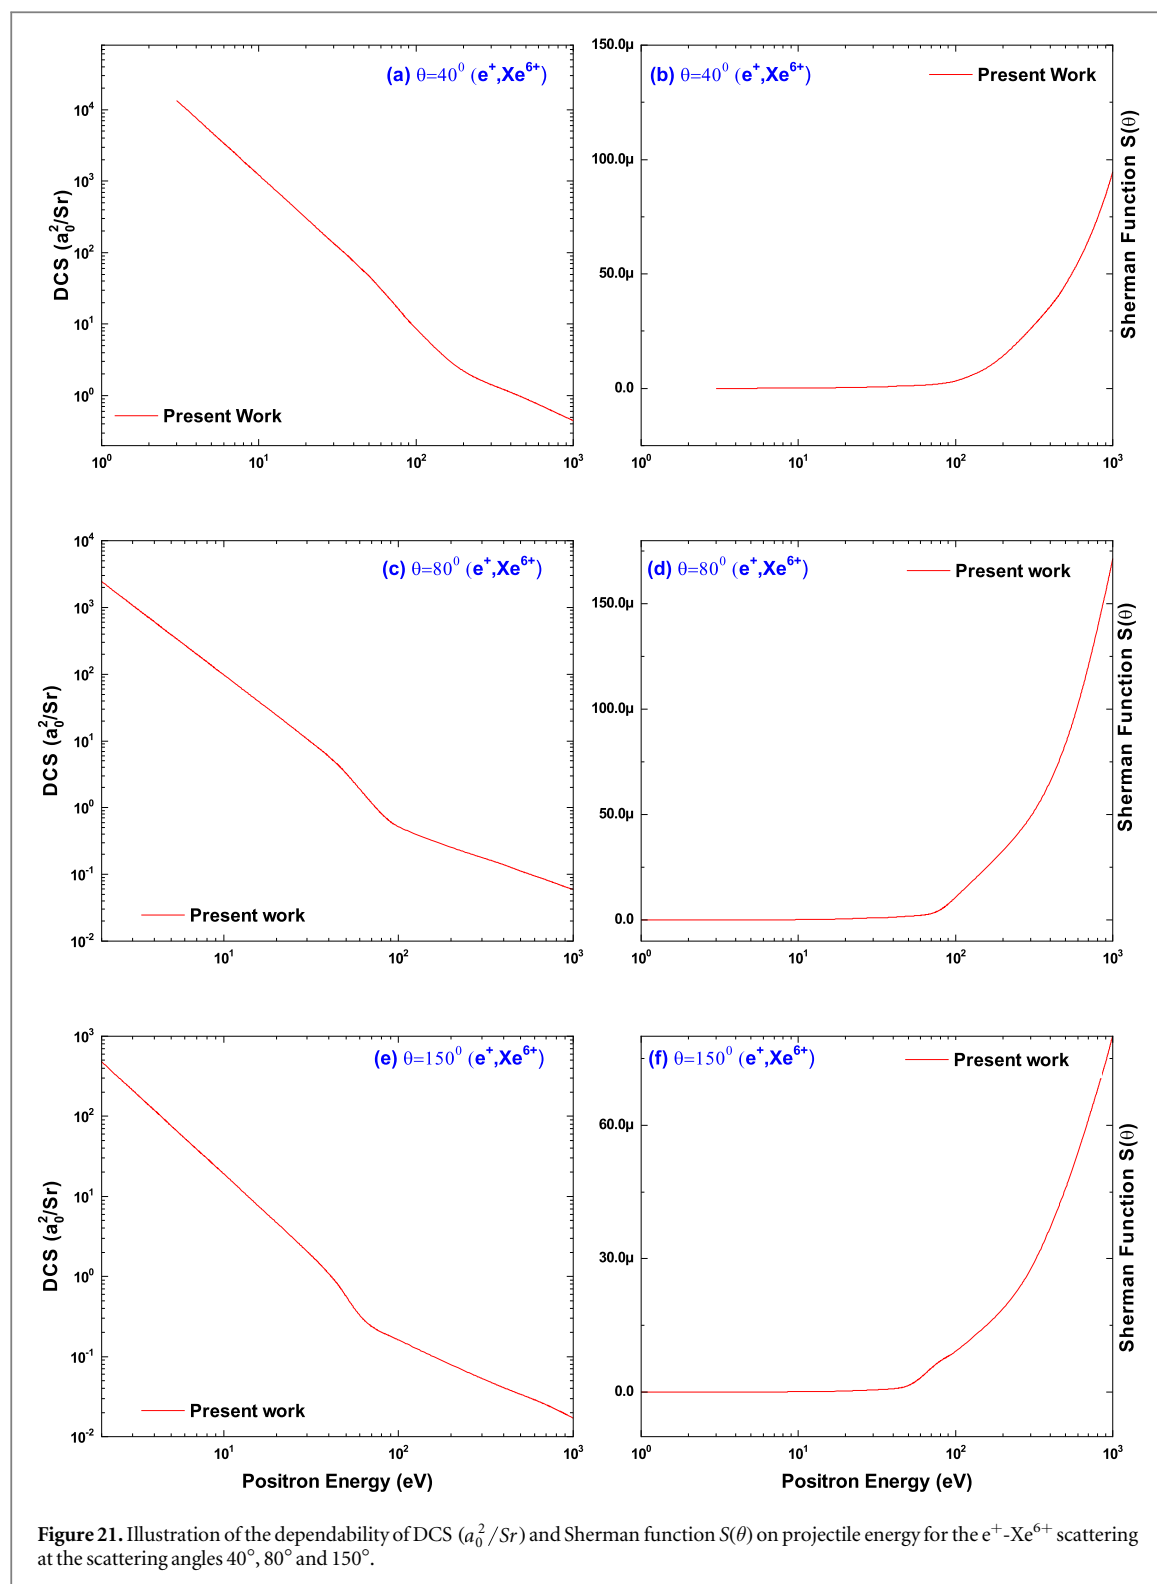 (a) θ=40⁰ (e⁺,Xe⁶⁺)
10⁴
10³
10²
10¹
10⁰
DCS (a₀²/Sr)
Present Work
10⁰ 10¹ 10² 10³
(b) θ=40⁰ (e⁺,Xe⁶⁺)
Present Work
150.0µ
100.0µ
50.0µ
0.0
Sherman Function S(θ)
10⁰ 10¹ 10² 10³
(c) θ=80⁰ (e⁺,Xe⁶⁺)
10⁴
10³
10²
10¹
10⁰
10⁻¹
10⁻²
DCS (a₀²/Sr)
Present work
10¹ 10² 10³
(d) θ=80⁰ (e⁺,Xe⁶⁺)
Present work
150.0µ
100.0µ
50.0µ
0.0
Sherman Function S(θ)
10⁰ 10¹ 10² 10³
(e) θ=150⁰ (e⁺,Xe⁶⁺)
10³
10²
10¹
10⁰
10⁻¹
10⁻²
DCS (a₀²/Sr)
Present work
10¹ 10² 10³
Positron Energy (eV)
(f) θ=150⁰ (e⁺,Xe⁶⁺)
Present work
60.0µ
30.0µ
0.0
Sherman Function S(θ)
10⁰ 10¹ 10² 10³
Positron Energy (eV)
Figure 21. Illustration of the dependability of DCS (a₀²/Sr) and Sherman function S(θ) on projectile energy for the e⁺-Xe⁶⁺ scattering
at the scattering angles 40°, 80° and 150°.